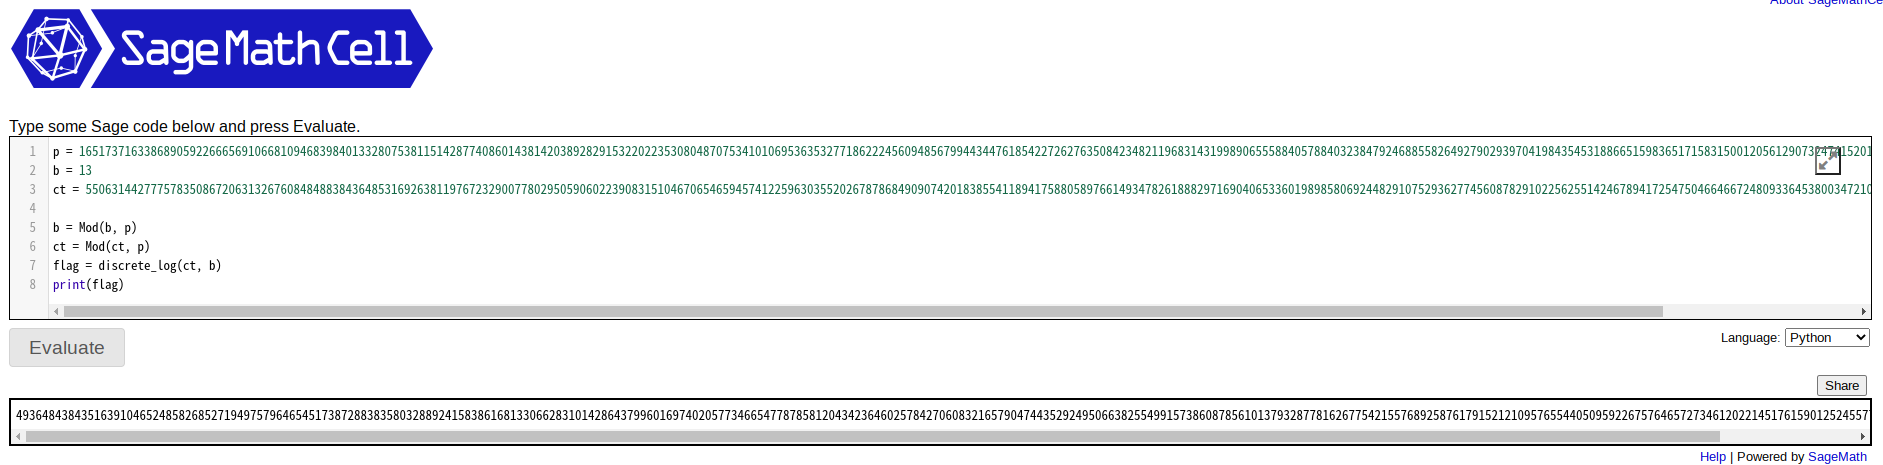 About SageMathCe
SageMathCell
Type some Sage code below and press Evaluate.
1 p = 165173716338689059226665691066810946839840133280753811514287740860143814203892829153220223530804870753410106953635327718622245609485679944344761854227262763508423482119683143199890655588405788403238479246885582649279029397041984354531886651598365171583150012056129073247415201
2 b = 13
3 ct = 55063144277757835086720631326760848488384364853169263811976723290077802950590602239083151046706546594574122596303552026787868490907420183855411894175880589766149347826188829716904065336019898580692448291075293627745608782910225625514246789417254750466466724809336453800347210
4
5 b = Mod(b, p)
6 ct = Mod(ct, p)
7 flag = discrete_log(ct, b)
8 print(flag)
Evaluate
Language: Python
Share
49364843843516391046524858268527194975796465451738728838358032889241583861681330662831014286437996016974020577346654778785812043423646025784270608321657904744352924950663825549915738608785610137932877816267754215576892587617915212109576554405095922675764657273461202214517615901252455777
Help | Powered by SageMath